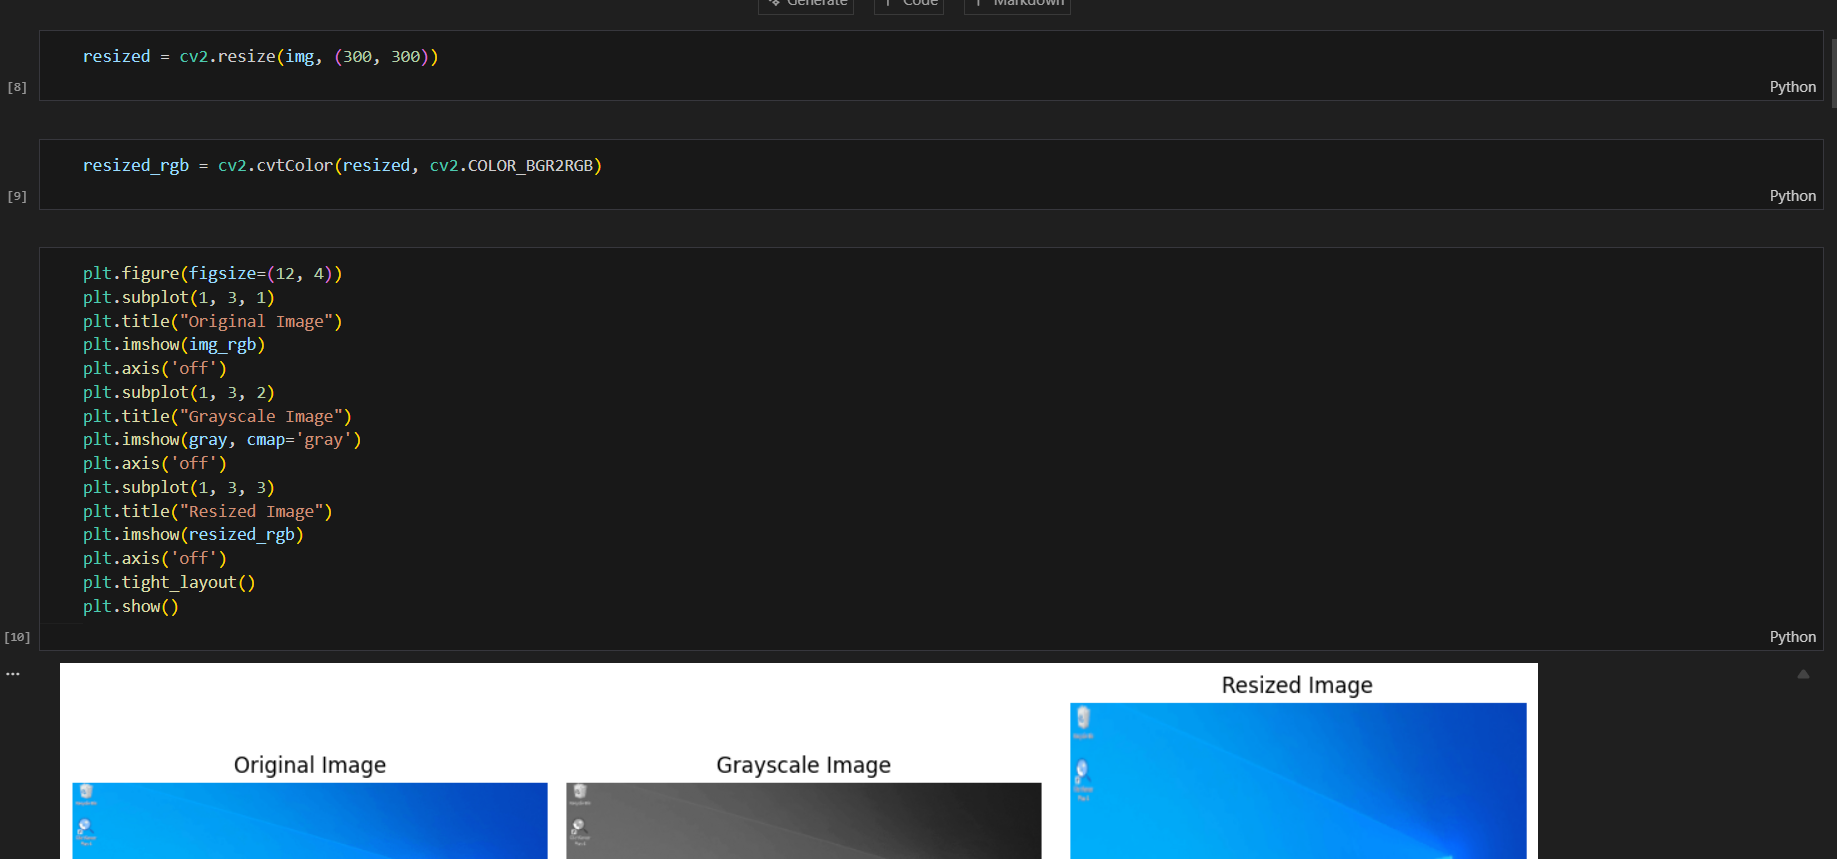 Generate
Code
Markdown
resized = cv2.resize(img, (300, 300))
[8]
Python
resized_rgb = cv2.cvtColor(resized, cv2.COLOR_BGR2RGB)
[9]
Python
plt.figure(figsize=(12, 4))
plt.subplot(1, 3, 1)
plt.title("Original Image")
plt.imshow(img_rgb)
plt.axis('off')
plt.subplot(1, 3, 2)
plt.title("Grayscale Image")
plt.imshow(gray, cmap='gray')
plt.axis('off')
plt.subplot(1, 3, 3)
plt.title("Resized Image")
plt.imshow(resized_rgb)
plt.axis('off')
plt.tight_layout()
plt.show()
[10]
Python
...
Resized Image
Original Image
Grayscale Image